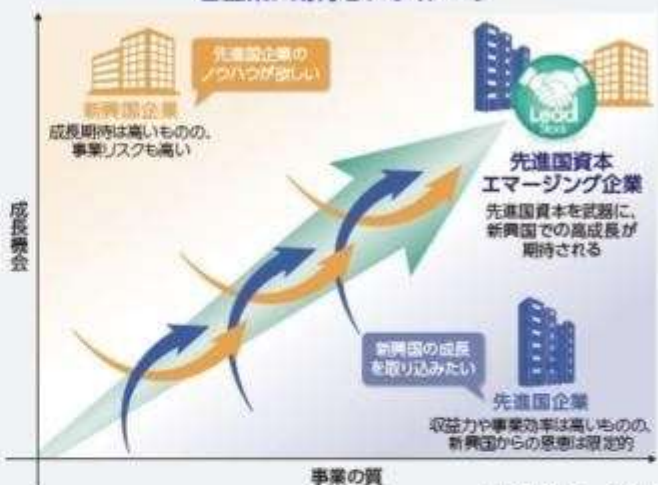 先進国企業の
ノウハウが欲しい
新興国企業
成長期待は高いものの、
事業リスクも高い
Lead
Stock
先進国資本
エマージング企業
先進国資本を武器に、
新興国での高成長が
期待される
成長機会
新興国の成長
を取り込みたい
先進国企業
収益力や事業効率は高いものの、
新興国からの恩恵は限定的
事業の質